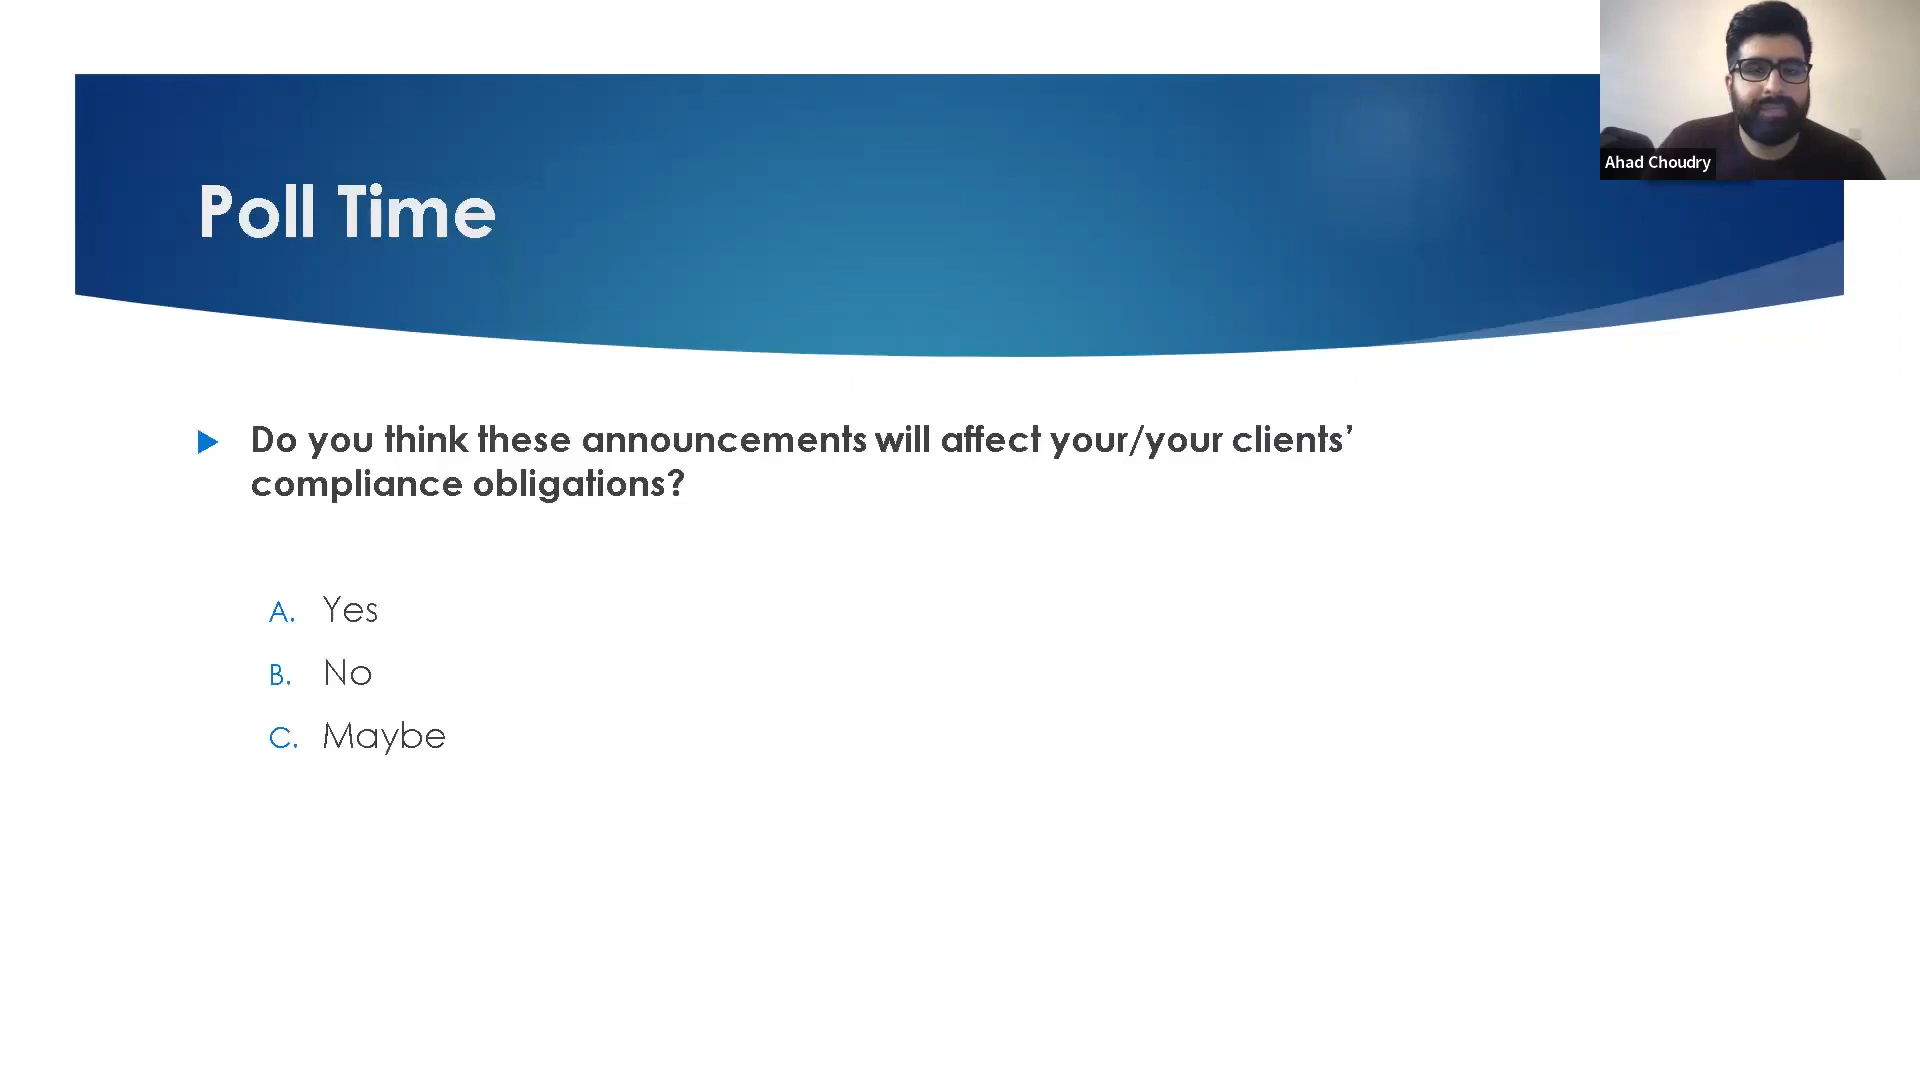 Ahad Choudry
Poll Time
Do you think these announcements will affect your/your clients’
compliance obligations?
A. Yes
B. No
C. Maybe